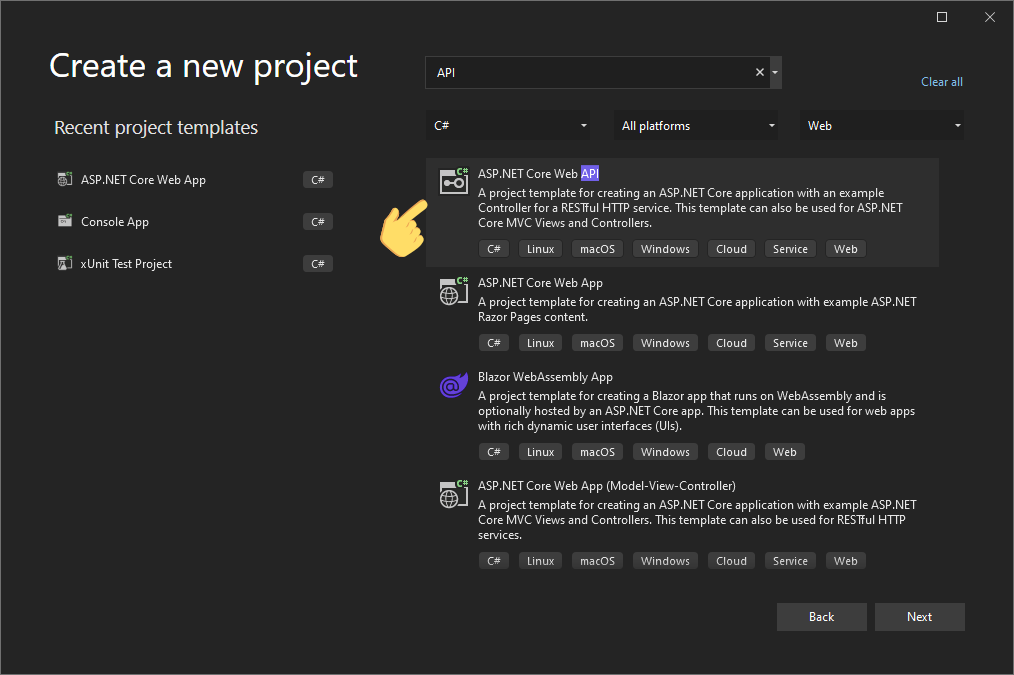 Create a new project
API
Clear all
Recent project templates
C#
All platforms
Web
ASP.NET Core Web App
C#
Console App
C#
xUnit Test Project
C#
ASP.NET Core Web API
A project template for creating an ASP.NET Core application with an example
Controller for a RESTful HTTP service. This template can also be used for ASP.NET
Core MVC Views and Controllers.
C# Linux macOS Windows Cloud Service Web
ASP.NET Core Web App
A project template for creating an ASP.NET Core application with example ASP.NET
Razor Pages content.
C# Linux macOS Windows Cloud Service Web
Blazor WebAssembly App
A project template for creating a Blazor app that runs on WebAssembly and is
optionally hosted by an ASP.NET Core app. This template can be used for web apps
with rich dynamic user interfaces (UIs).
C# Linux macOS Windows Cloud Web
ASP.NET Core Web App (Model-View-Controller)
A project template for creating an ASP.NET Core application with example ASP.NET
Core MVC Views and Controllers. This template can also be used for RESTful HTTP
services.
C# Linux macOS Windows Cloud Service Web
Back
Next